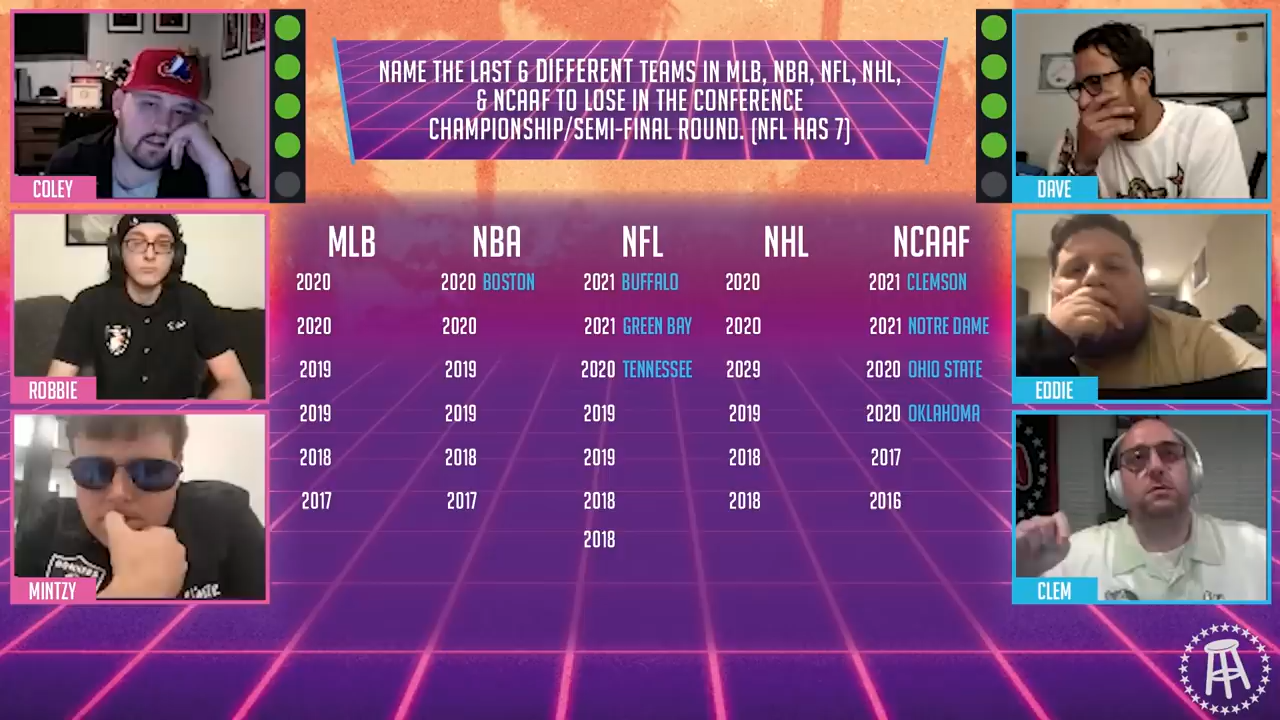 NAME THE LAST 6 DIFFERENT TEAMS IN MLB, NBA, NFL, NHL,
& NCAAF TO LOSE IN THE CONFERENCE
CHAMPIONSHIP/SEMI-FINAL ROUND. (NFL HAS 7)
COLEY
DAVE
MLB NBA NFL NHL NCAAF
2020 2020 BOSTON 2021 BUFFALO 2020 2021 CLEMSON
2020 2020 2021 GREEN BAY 2020 2021 NOTRE DAME
2019 2019 2020 TENNESSEE 2029 2020 OHIO STATE
ROBBIE
EDDIE
2019 2019 2019 2019 2020 OKLAHOMA
2018 2018 2019 2018 2017
2017 2017 2018 2018 2016
2018
MINTZY
CLEM